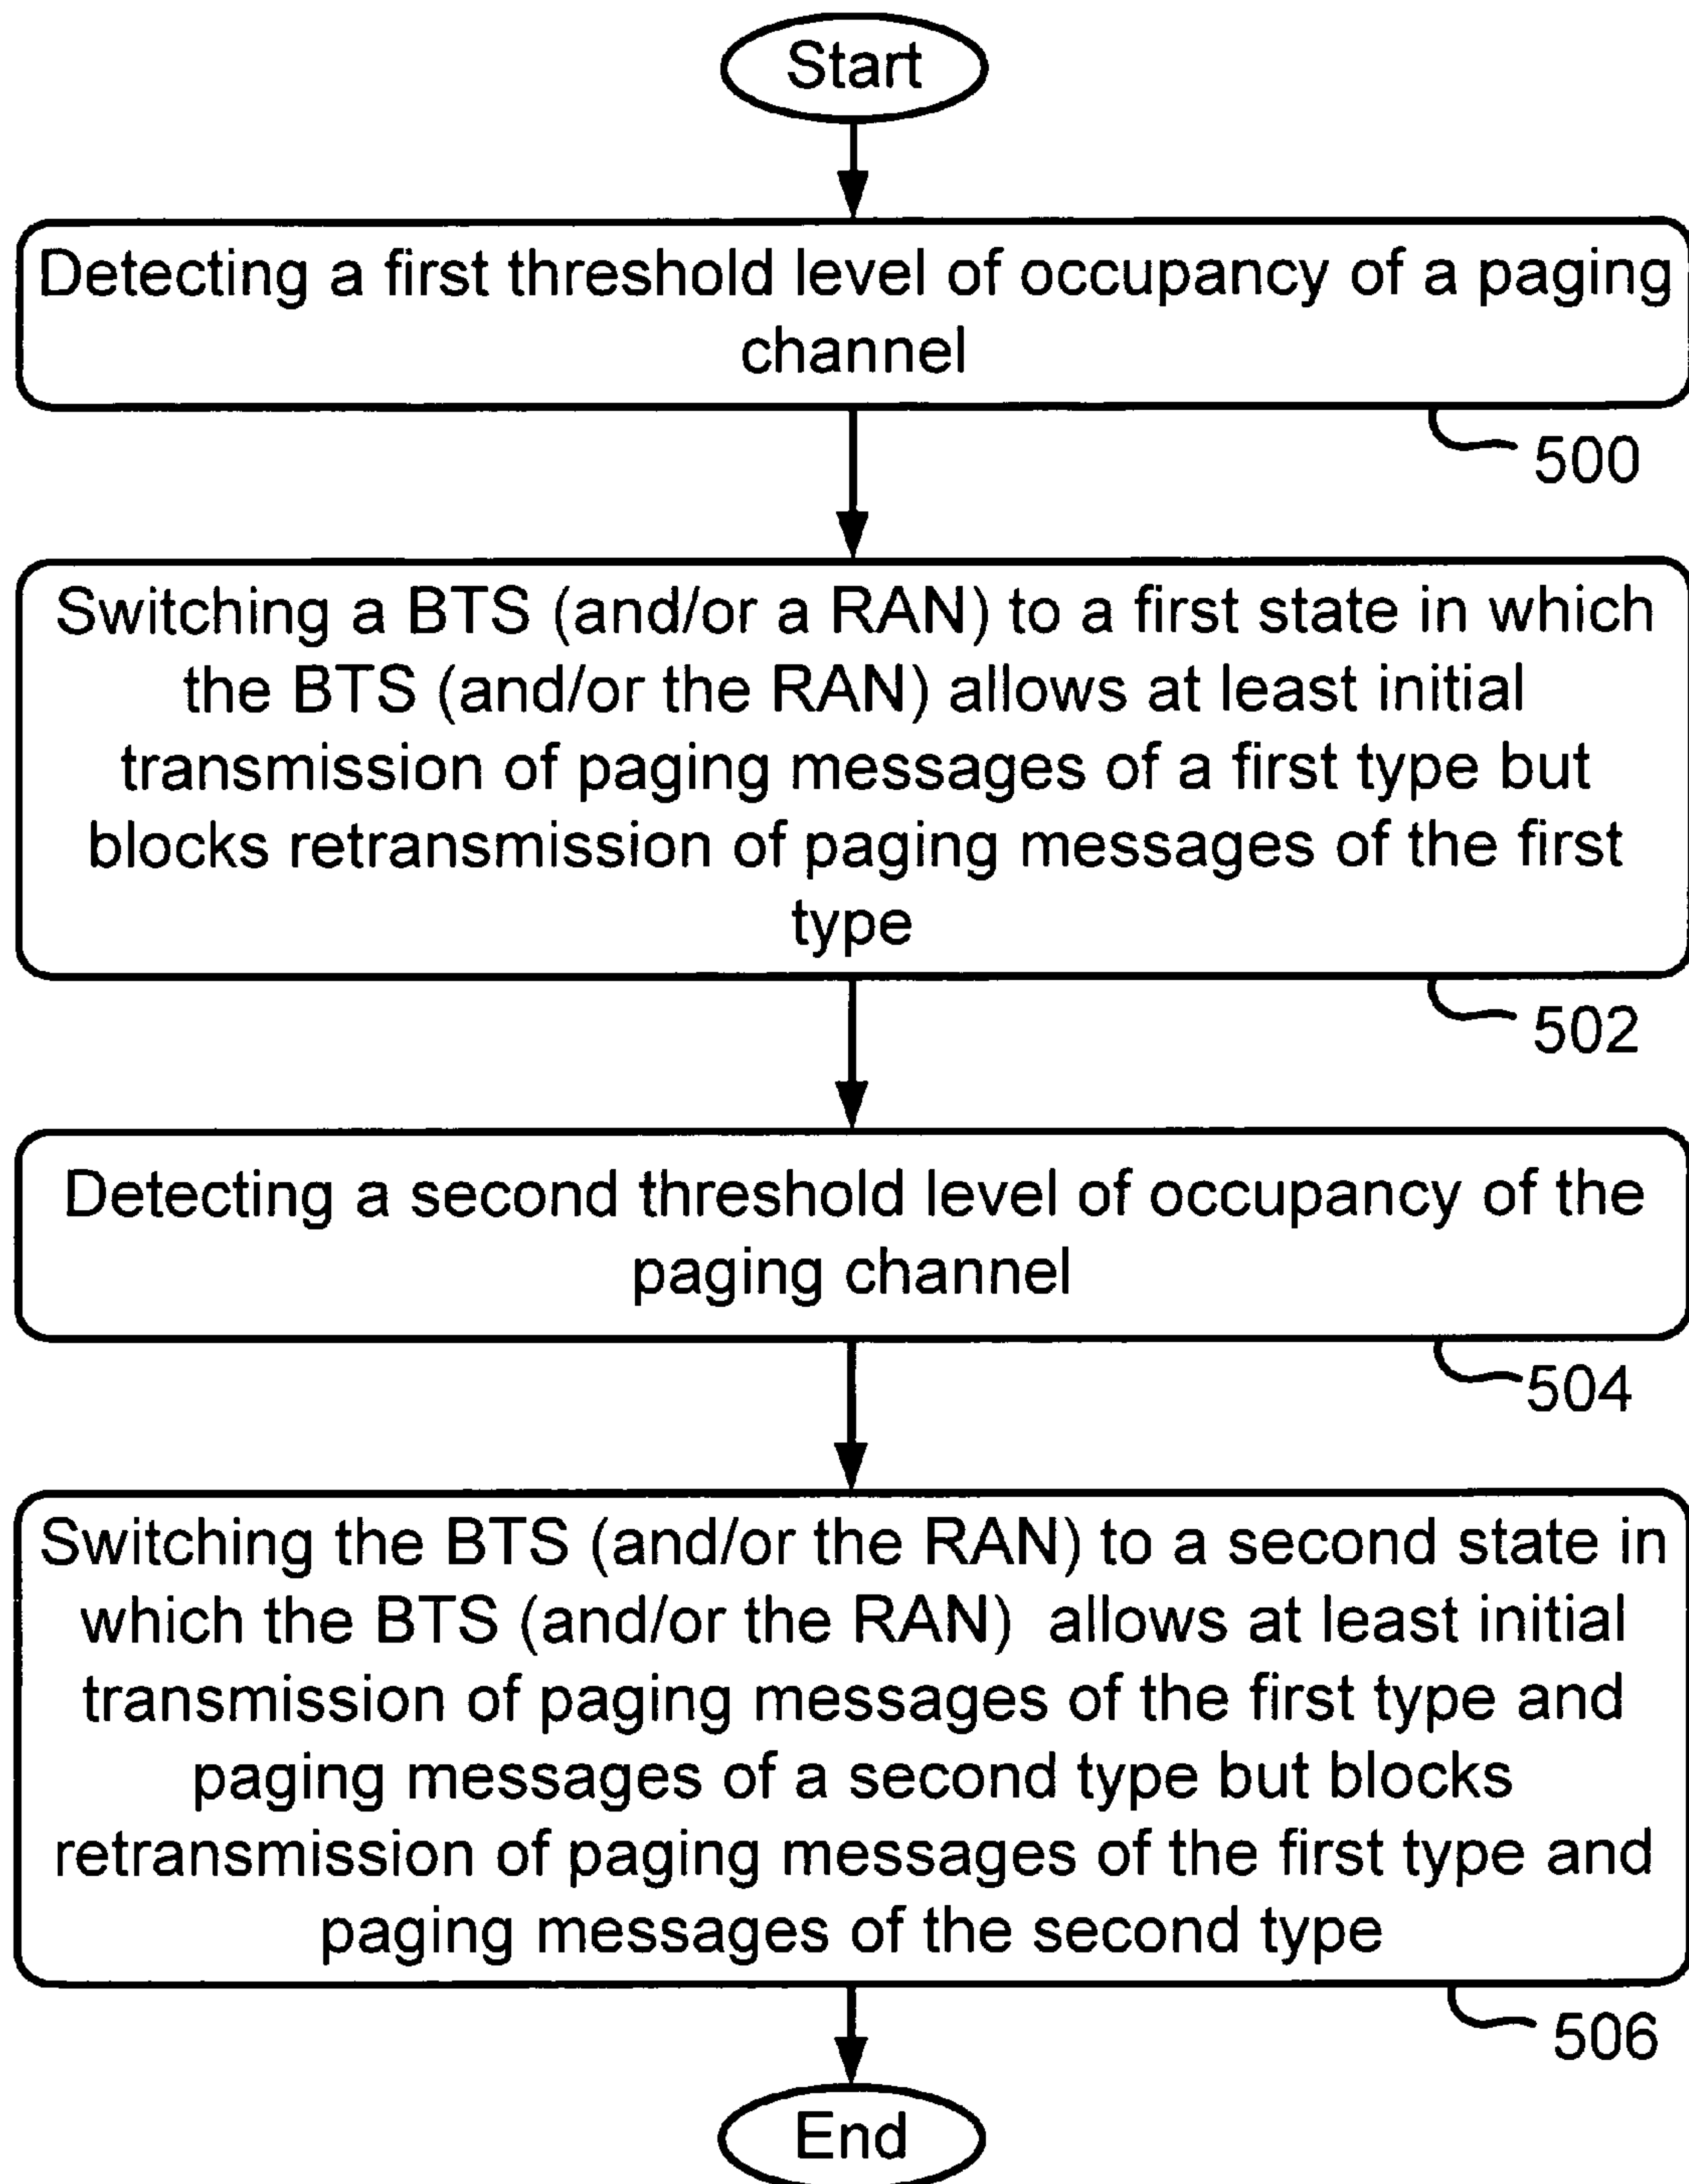 Start
Detecting a first threshold level of occupancy of a paging
channel
500
Switching a BTS (and/or a RAN) to a first state in which
the BTS (and/or the RAN) allows at least initial
transmission of paging messages of a first type but
blocks retransmission of paging messages of the first
type
502
Detecting a second threshold level of occupancy of the
paging channel
504
Switching the BTS (and/or the RAN) to a second state in
which the BTS (and/or the RAN) allows at least initial
transmission of paging messages of the first type and
paging messages of a second type but blocks
retransmission of paging messages of the first type and
paging messages of the second type
506
End